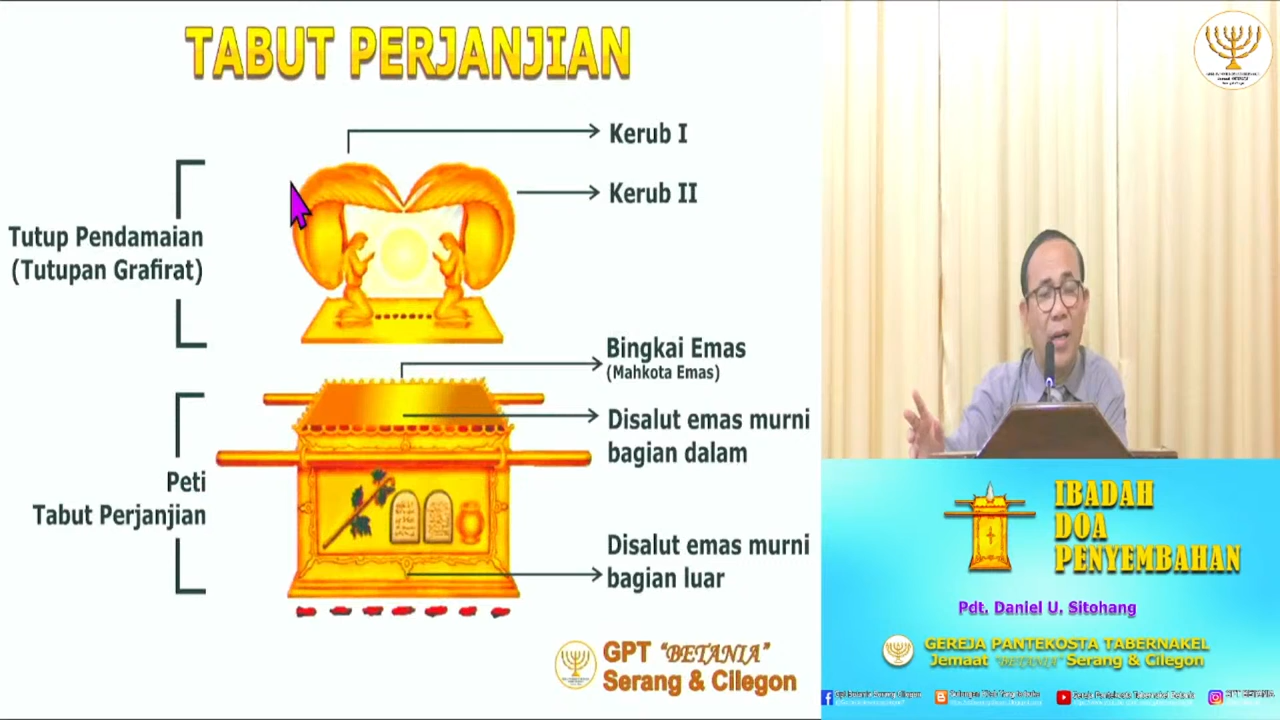 TABUT PERJANJIAN
Kerub I
Kerub II
Tutup Pendamaian
(Tutupan Grafirat)
Bingkai Emas
(Mahkota Emas)
Disalut emas murni
bagian dalam
Peti
Tabut Perjanjian
Disalut emas murni
bagian luar
GPT "BETANIA"
Serang & Cilegon
IBADAH
DOA
PENYEMBAHAN
Pdt. Daniel U. Sitohang
GEREJA PANTEKOSTA TABERNAKEL
Jemaat "BETANIA" Serang & Cilegon
GPT BETANIA